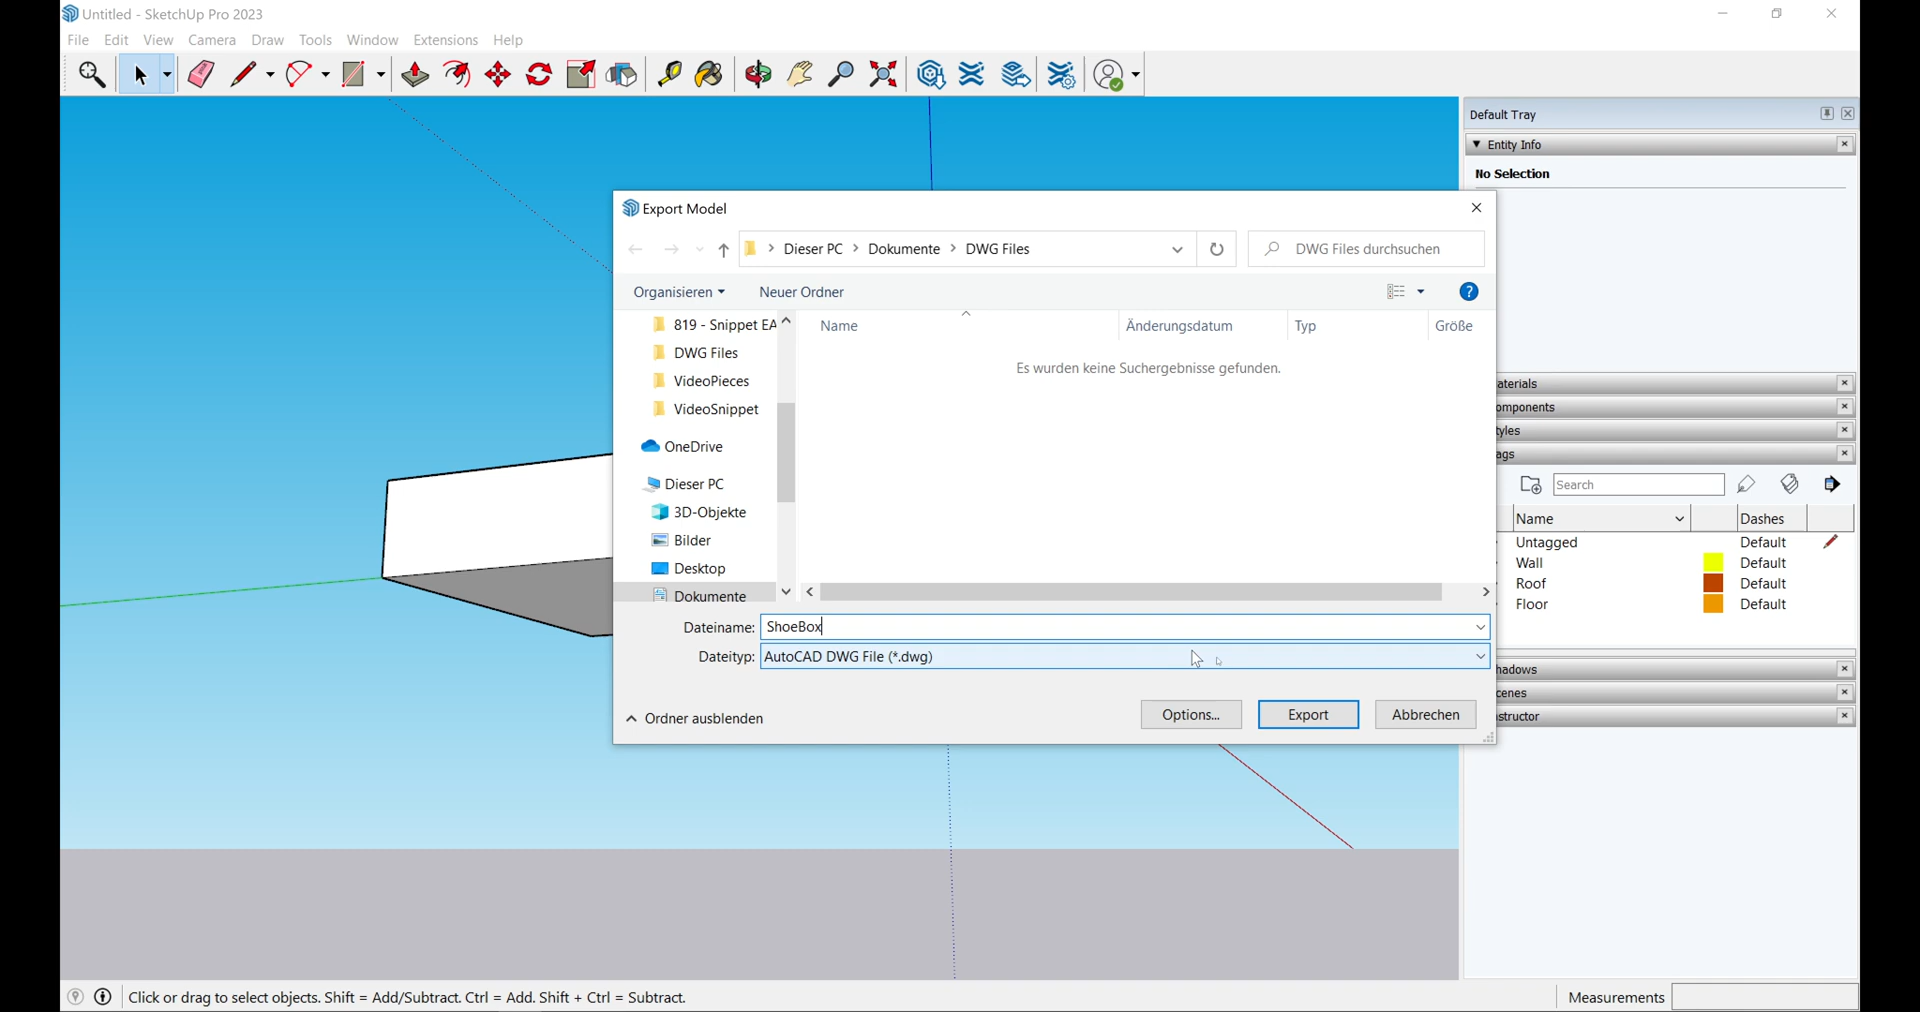 Untitled - SketchUp Pro 2023
File Edit View Camera Draw Tools Window Extensions Help
Default Tray
Entity Info
No Selection
Export Model
Dieser PC > Dokumente > DWG Files
DWG Files durchsuchen
Organisieren
Neuer Ordner
819 - Snippet EA
DWG Files
VideoPieces
VideoSnippet
OneDrive
Dieser PC
3D-Objekte
Bilder
Desktop
Dokumente
Name Änderungsdatum Typ Größe
Es wurden keine Suchergebnisse gefunden.
Dateiname: ShoeBox
Dateityp: AutoCAD DWG File (*.dwg)
Ordner ausblenden
Options... Export Abbrechen
aterials
omponents
tyles
ags
Search
Name Dashes
Untagged Default
Wall Default
Roof Default
Floor Default
hadows
cenes
structor
Click or drag to select objects. Shift = Add/Subtract. Ctrl = Add. Shift + Ctrl = Subtract.
Measurements